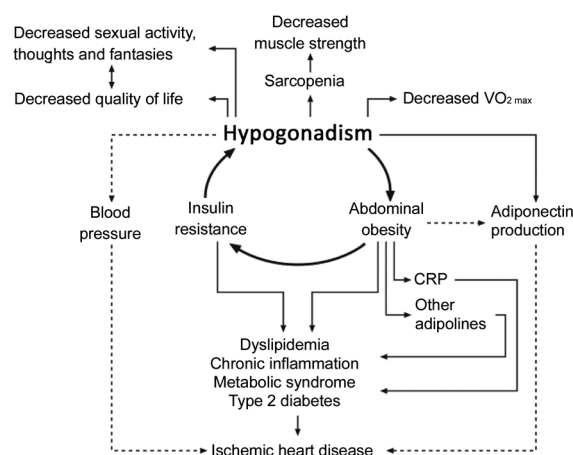 Decreased
muscle strength
Decreased sexual activity,
thoughts and fantasies
Sarcopenia
Decreased quality of life
Decreased VO2 max
Hypogonadism
Blood
pressure
Insulin
resistance
Abdominal
obesity
Adiponectin
production
CRP
Other
adipolines
Dyslipidemia
Chronic inflammation
Metabolic syndrome
Type 2 diabetes
Ischemic heart disease